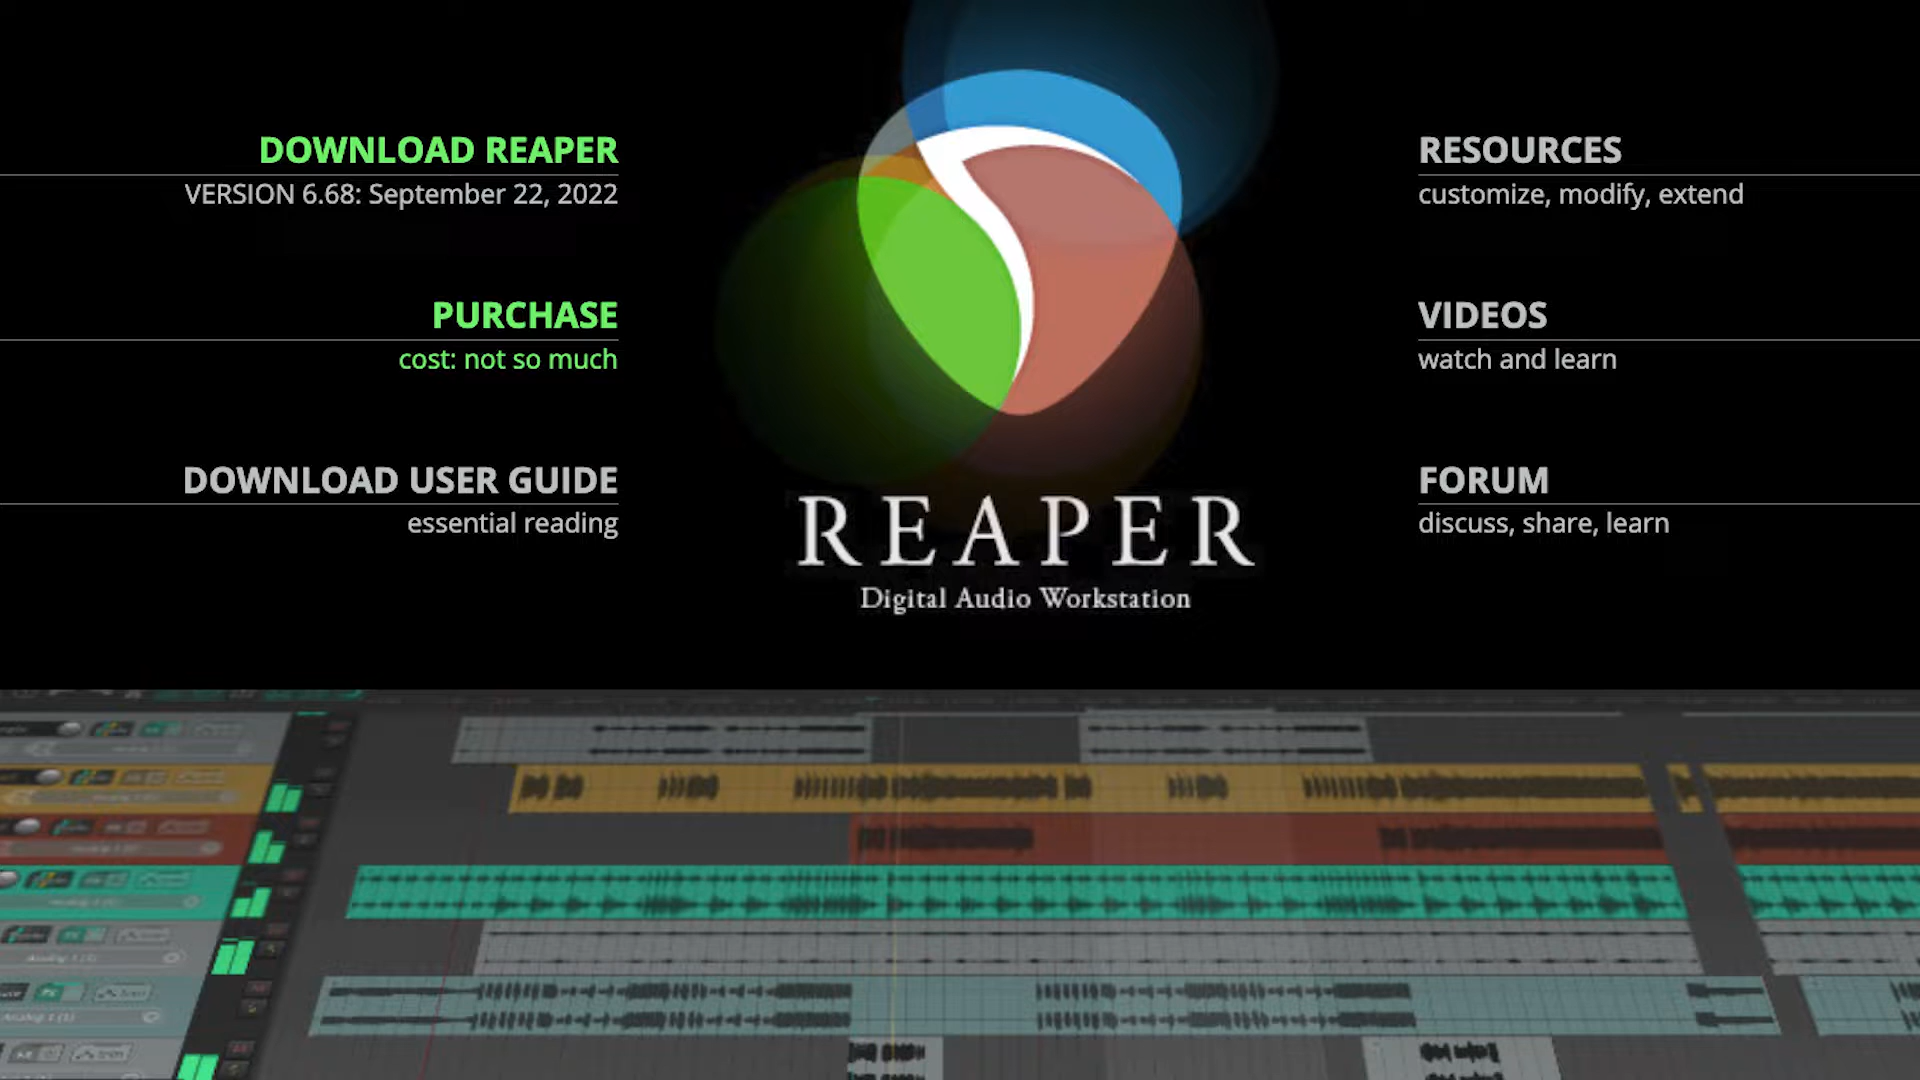 DOWNLOAD REAPER
VERSION 6.68: September 22, 2022
PURCHASE
cost: not so much
DOWNLOAD USER GUIDE
essential reading
REAPER
Digital Audio Workstation
RESOURCES
customize, modify, extend
VIDEOS
watch and learn
FORUM
discuss, share, learn